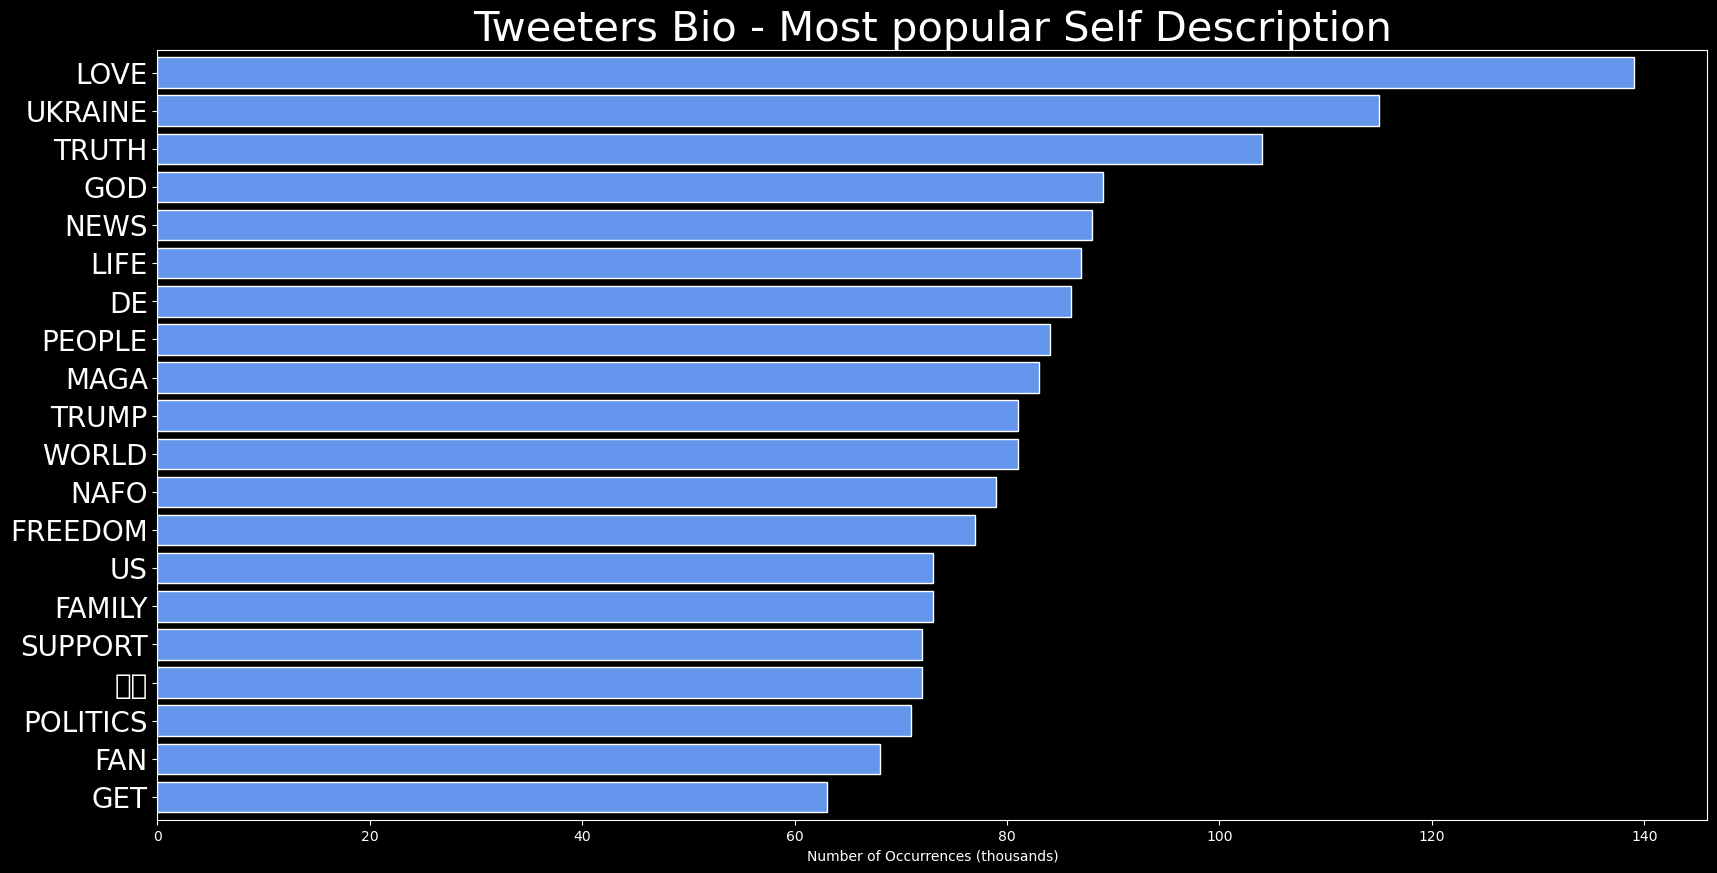 Tweeters Bio - Most popular Self Description
LOVE
UKRAINE
TRUTH
GOD
NEWS
LIFE
DE
PEOPLE
MAGA
TRUMP
WORLD
NAFO
FREEDOM
US
FAMILY
SUPPORT
POLITICS
FAN
GET
0 20 40 60 80 100 120 140
Number of Occurrences (thousands)